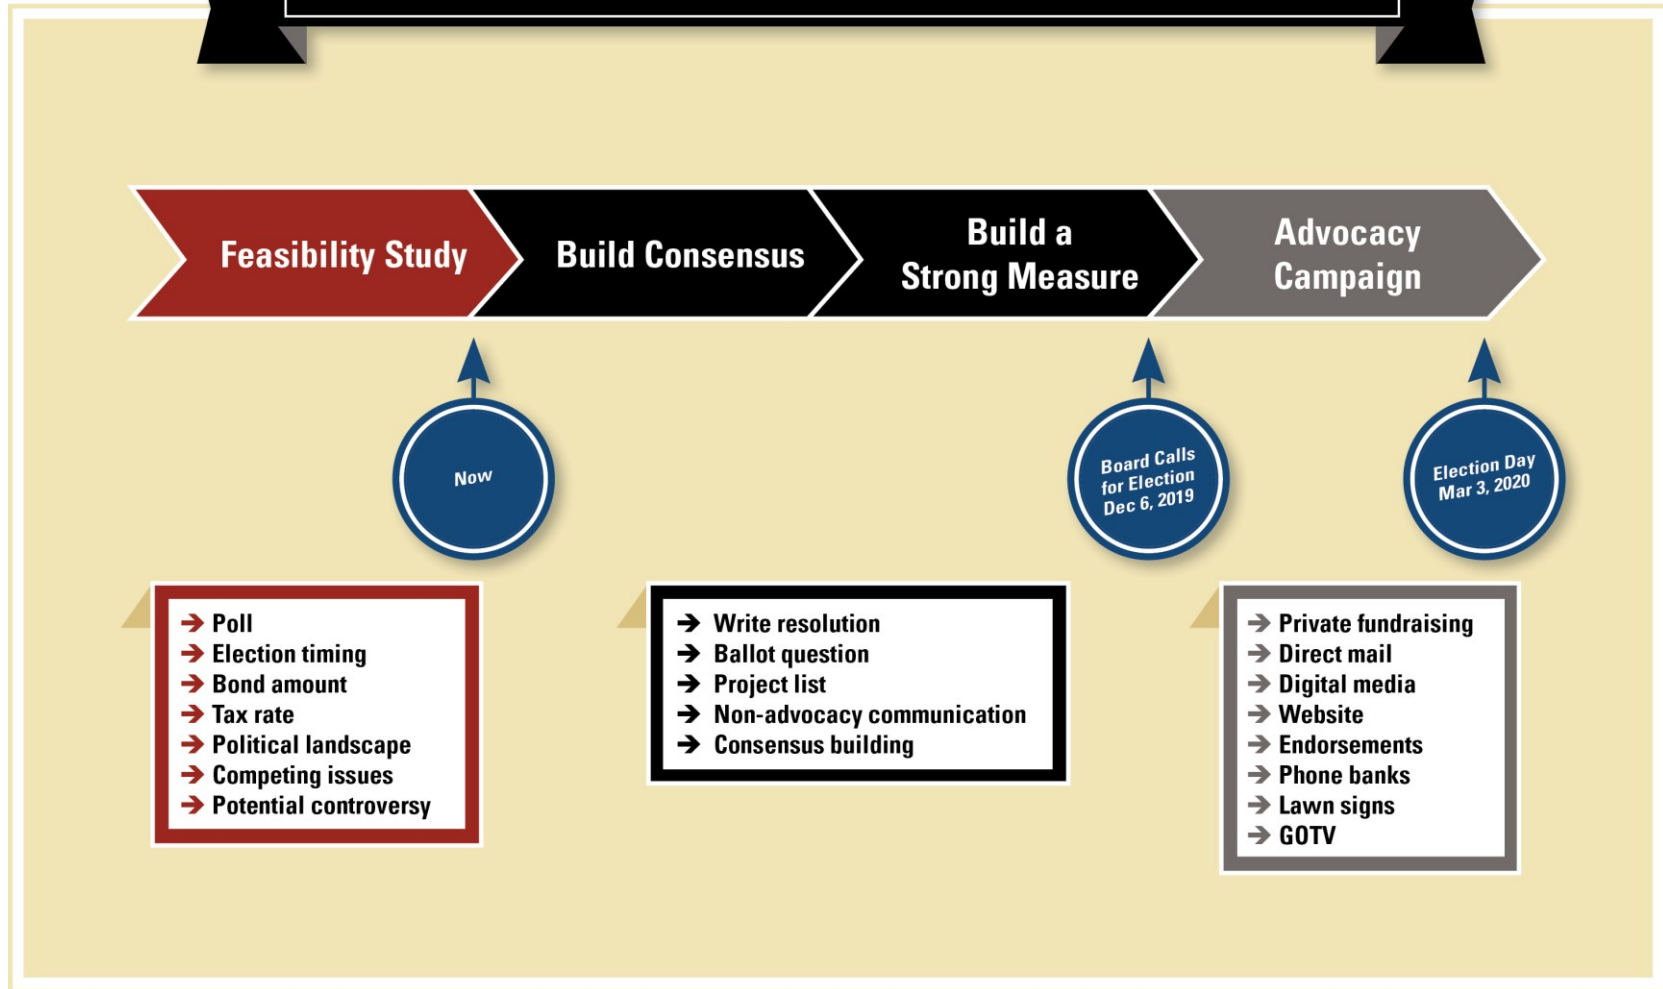 Feasibility Study
Build Consensus
Build a
Strong Measure
Advocacy
Campaign
Now
Board Calls
for Election
Dec 6, 2019
Election Day
Mar 3, 2020
→ Poll
→ Election timing
→ Bond amount
→ Tax rate
→ Political landscape
→ Competing issues
→ Potential controversy
→ Write resolution
→ Ballot question
→ Project list
→ Non-advocacy communication
→ Consensus building
→ Private fundraising
→ Direct mail
→ Digital media
→ Website
→ Endorsements
→ Phone banks
→ Lawn signs
→ GOTV